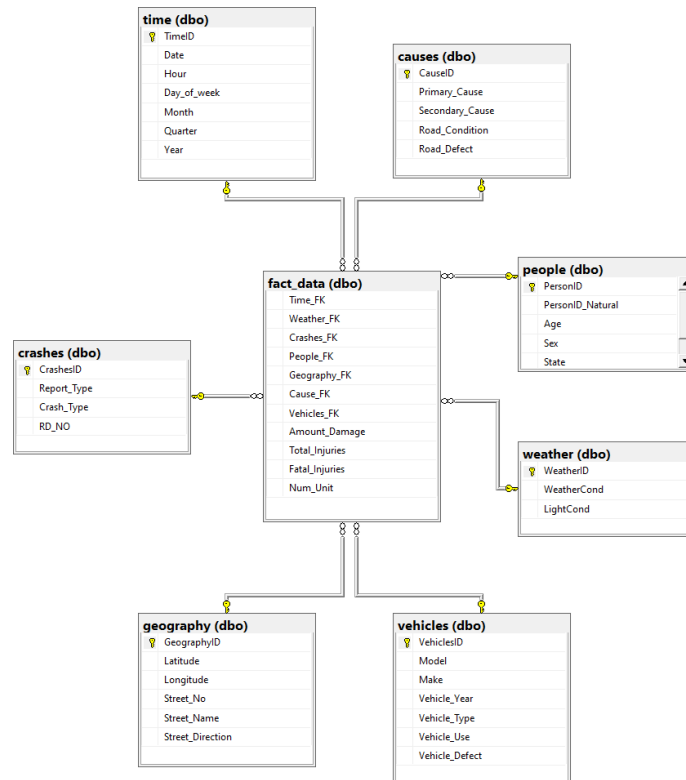 time (dbo)
TimeID
Date
Hour
Day_of_week
Month
Quarter
Year
causes (dbo)
CauseID
Primary_Cause
Secondary_Cause
Road_Condition
Road_Defect
fact_data (dbo)
Time_FK
Weather_FK
Crashes_FK
People_FK
Geography_FK
Cause_FK
Vehicles_FK
Amount_Damage
Total_Injuries
Fatal_Injuries
Num_Unit
people (dbo)
PersonID
PersonID_Natural
Age
Sex
State
crashes (dbo)
CrashesID
Report_Type
Crash_Type
RD_NO
weather (dbo)
WeatherID
WeatherCond
LightCond
geography (dbo)
GeographyID
Latitude
Longitude
Street_No
Street_Name
Street_Direction
vehicles (dbo)
VehiclesID
Model
Make
Vehicle_Year
Vehicle_Type
Vehicle_Use
Vehicle_Defect